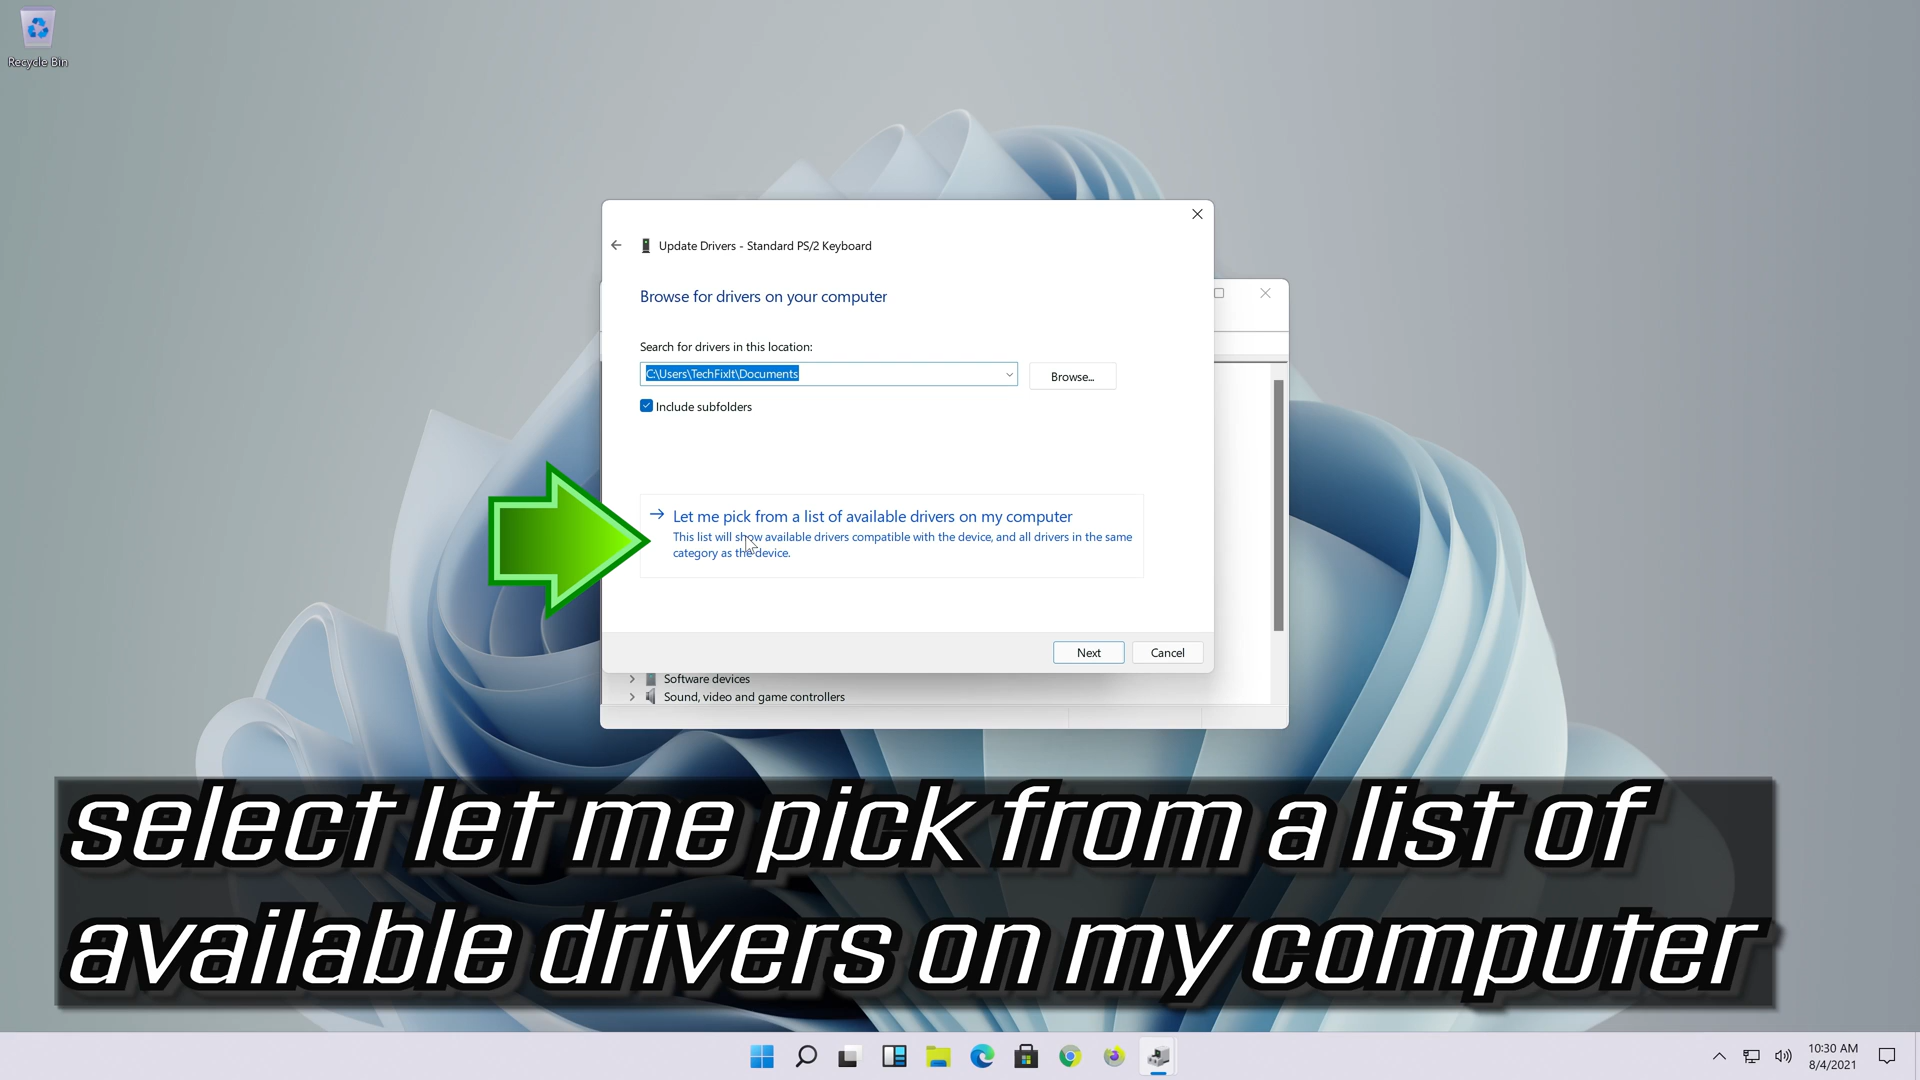 Recycle Bin
Update Drivers - Standard PS/2 Keyboard
Browse for drivers on your computer
Search for drivers in this location:
C:\Users\TechFixIt\Documents
Browse...
Include subfolders
Let me pick from a list of available drivers on my computer
This list will show available drivers compatible with the device, and all drivers in the same
category as the device.
Next
Cancel
Software devices
Sound, video and game controllers
select let me pick from a list of
available drivers on my computer
10:30 AM
8/4/2021